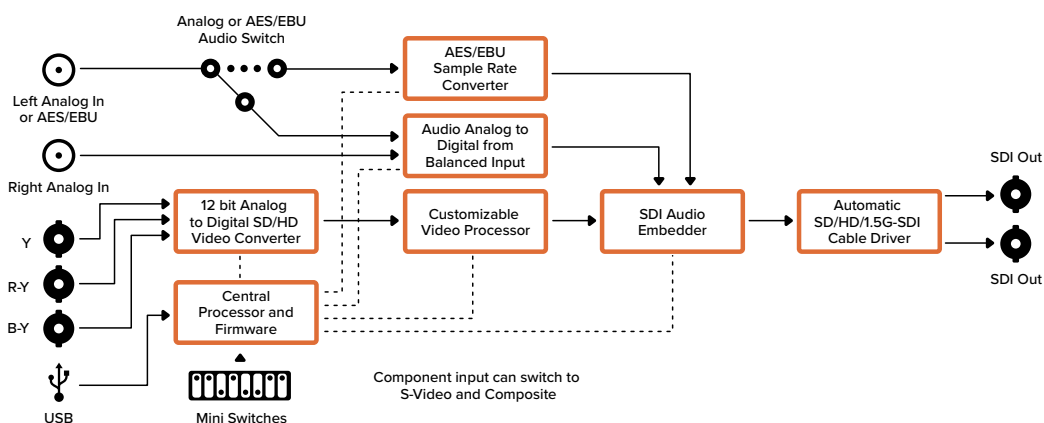 Analog or AES/EBU
Audio Switch
Left Analog In
or AES/EBU
Right Analog In
AES/EBU
Sample Rate
Converter
Audio Analog to
Digital from
Balanced Input
12 bit Analog
to Digital SD/HD
Video Converter
Customizable
Video Processor
SDI Audio
Embedder
Automatic
SD/HD/1.5G-SDI
Cable Driver
SDI Out
SDI Out
Y
R-Y
B-Y
Central
Processor and
Firmware
USB
Mini Switches
Component input can switch to
S-Video and Composite